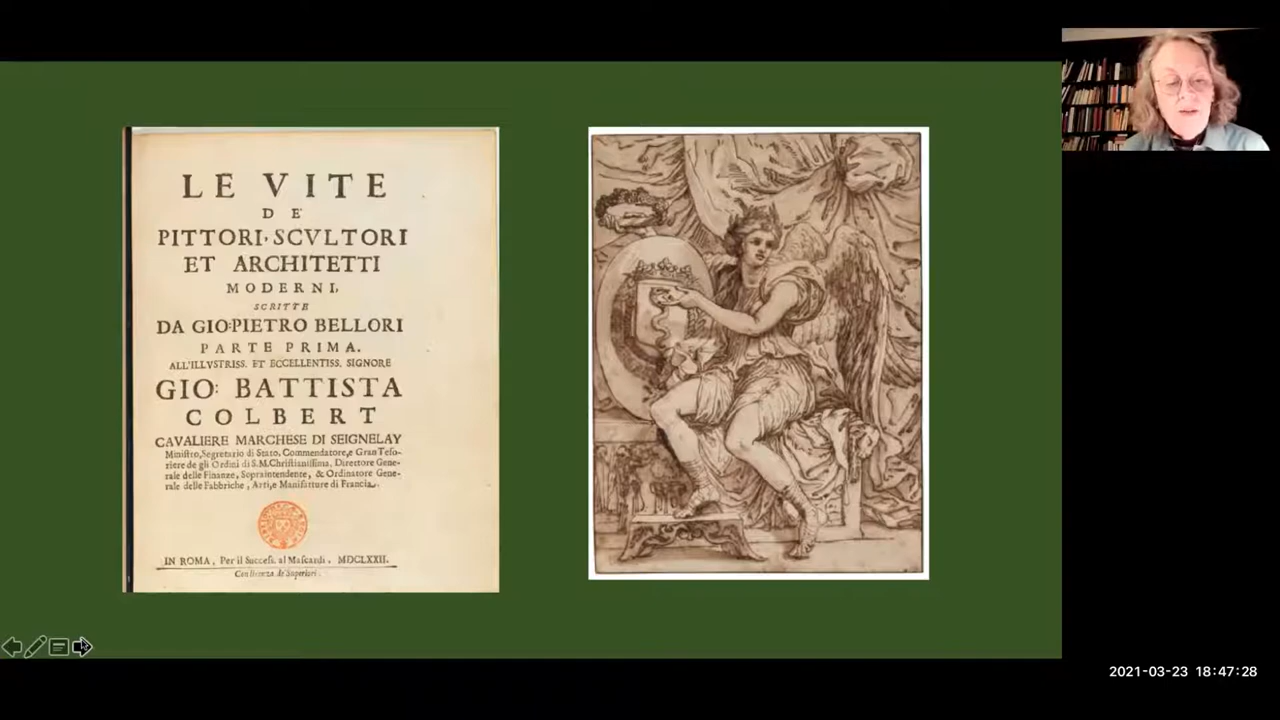 LE VITE
DE'
PITTORI, SCVLTORI
ET ARCHITETTI
MODERNI,
SCRITTE
DA GIO: PIETRO BELLORI
PARTE PRIMA.
ALL'ILLVSTRISS. ET ECCELLENTISS. SIGNORE
GIO: BATTISTA
COLBERT
CAVALIERE MARCHESE DI SEIGNELAY
Ministro, Segretario di Stato, Commendatore, e Gran Teso-
riere de gli Ordini di S.M. Christianissima, Direttore Gene-
rale delle Finanze, Sopraintendente, & Ordinatore Gene-
rale delle Fabbriche, Arti, e Manifatture di Francia.
IN ROMA, Per il Success. al Mascardi, MDCLXXII.
Con licenza de' Superiori.
2021-03-23 18:47:28